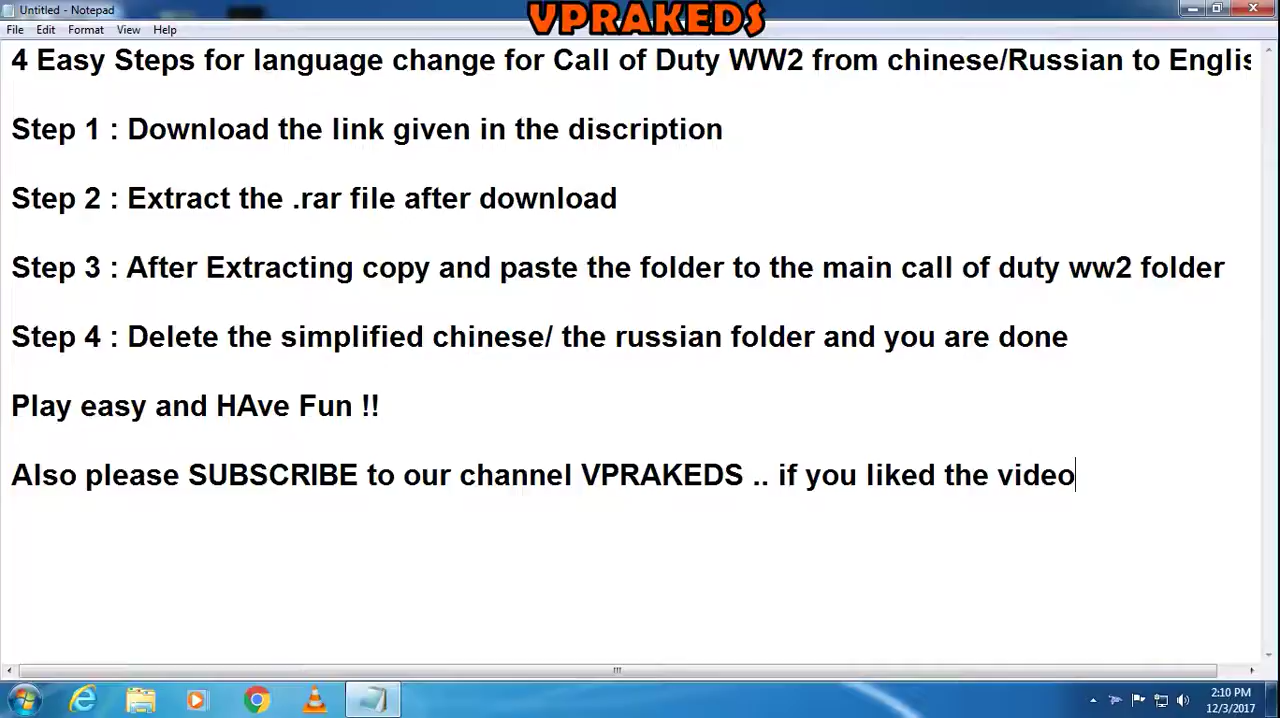 Untitled - Notepad
VPRAKEDS
File Edit Format View Help
4 Easy Steps for language change for Call of Duty WW2 from chinese/Russian to Englis
Step 1 : Download the link given in the discription
Step 2 : Extract the .rar file after download
Step 3 : After Extracting copy and paste the folder to the main call of duty ww2 folder
Step 4 : Delete the simplified chinese/ the russian folder and you are done
Play easy and HAve Fun !!
Also please SUBSCRIBE to our channel VPRAKEDS .. if you liked the video
2:10 PM
12/3/2017